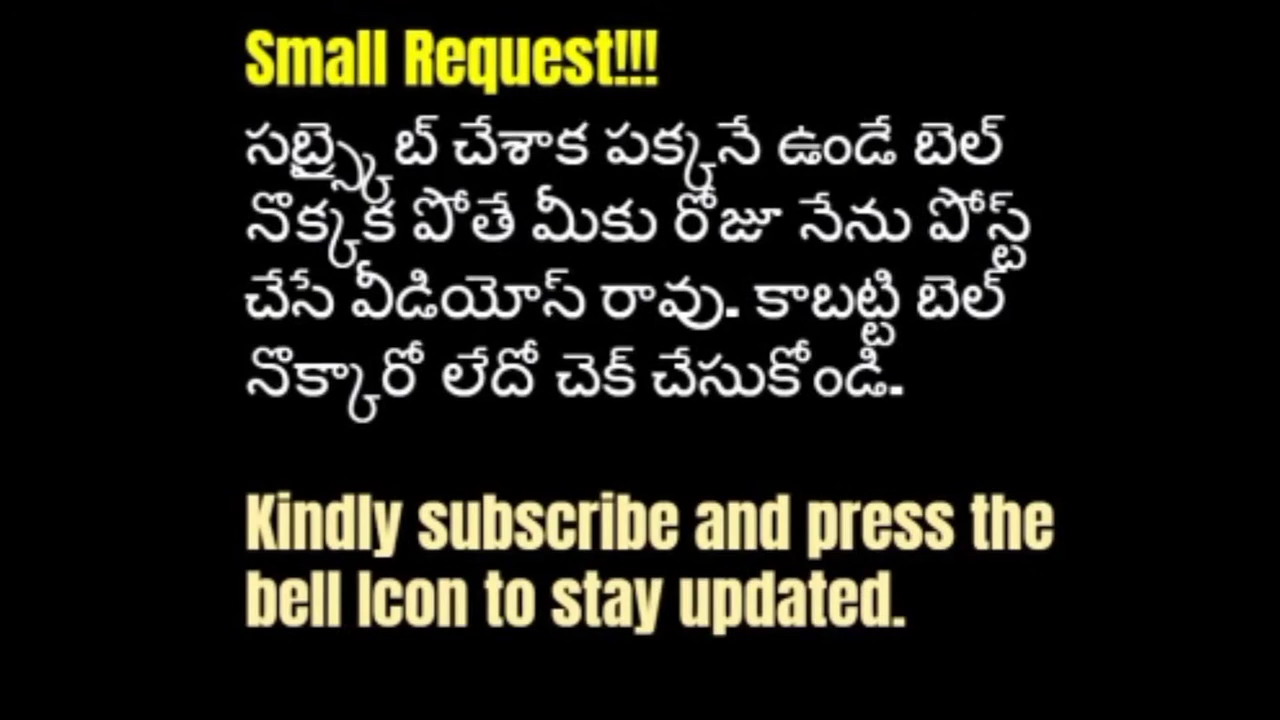 Small Request!!!
సబ్స్క్రైబ్ చేశాక పక్కనే ఉండే బెల్
నొక్కక పోతే మీకు రోజూ నేను పోస్ట్
చేసే వీడియోస్ రావు. కాబట్టి బెల్
నొక్కారో లేదో చెక్ చేసుకోండి.
Kindly subscribe and press the
bell Icon to stay updated.